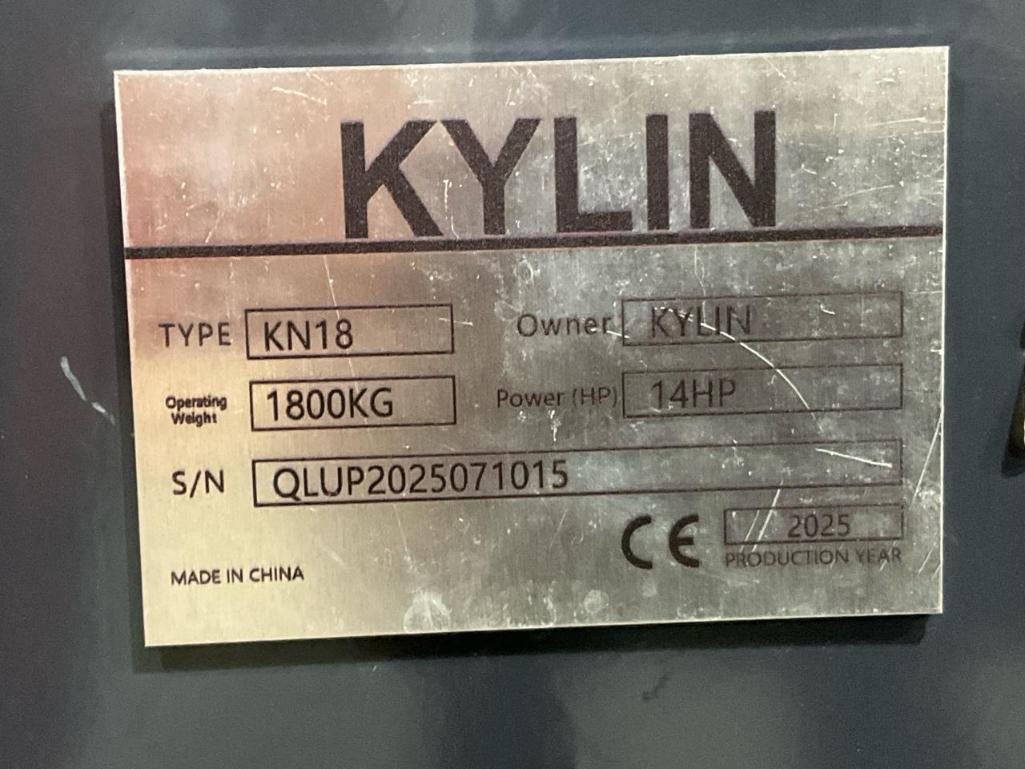 KYLIN
TYPE KN18 Owner KYLIN
Operating Weight 1800KG Power (HP) 14HP
S/N QLUP2025071015
CE 2025
PRODUCTION YEAR
MADE IN CHINA